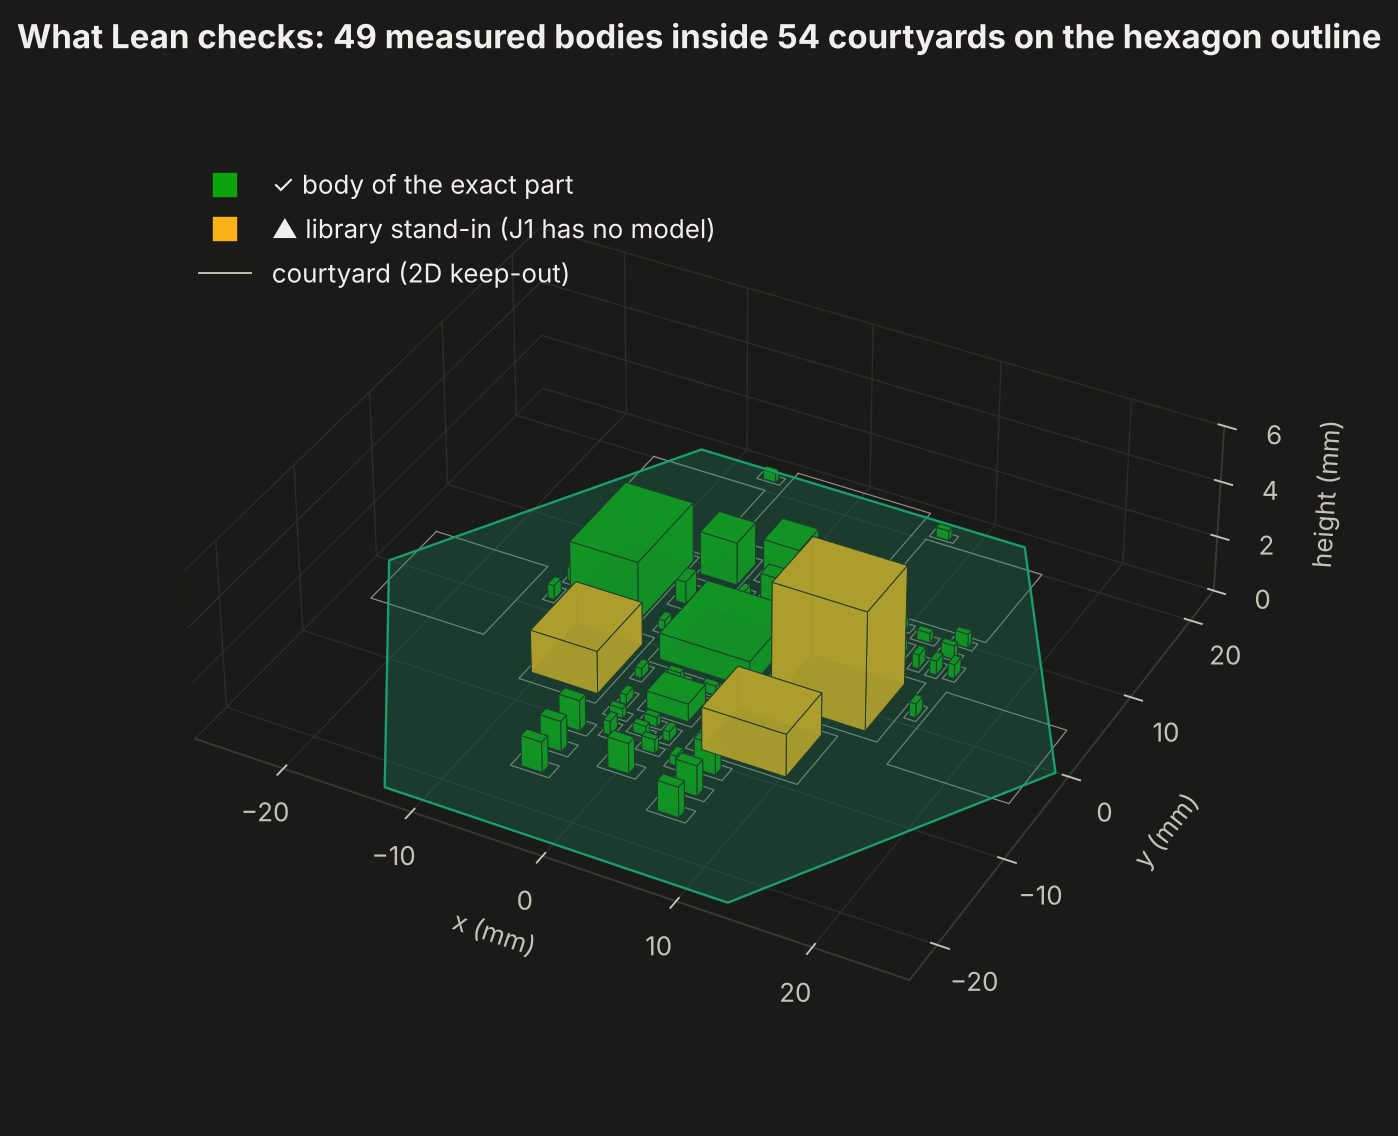 What Lean checks: 49 measured bodies inside 54 courtyards on the hexagon outline
✓ body of the exact part
▲ library stand-in (J1 has no model)
courtyard (2D keep-out)
6
4
2
0
height (mm)
20
10
0
−10
−20
y (mm)
−20
−10
0
10
20
x (mm)